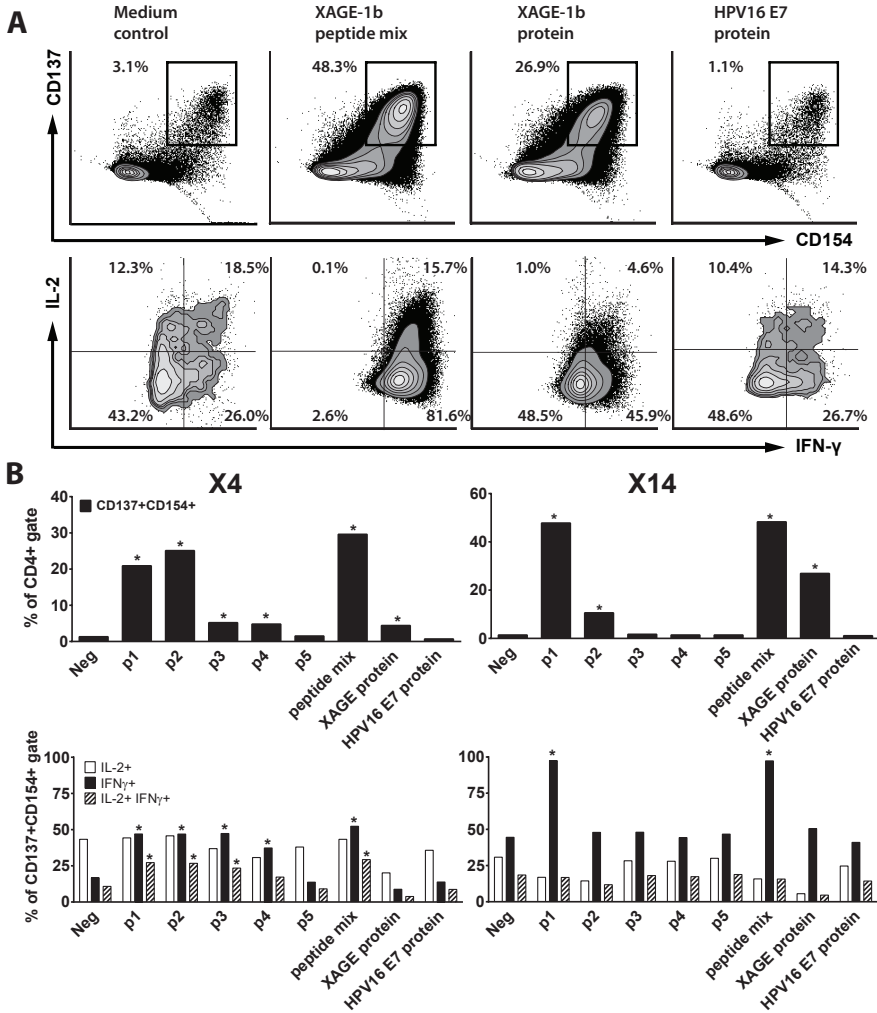 A
Medium
control
XAGE-1b
peptide mix
XAGE-1b
protein
HPV16 E7
protein
CD137
3.1%
48.3%
26.9%
1.1%
CD154
IL-2
12.3%
18.5%
0.1%
15.7%
1.0%
4.6%
10.4%
14.3%
43.2%
26.0%
2.6%
81.6%
48.5%
45.9%
48.6%
26.7%
IFN-γ
B
X4
% of CD4+ gate
40
30
20
10
0
CD137+CD154+
*
*
*
*
*
*
Neg
p1
p2
p3
p4
p5
peptide mix
XAGE protein
HPV16 E7 protein
X14
60
40
20
0
*
*
*
*
Neg
p1
p2
p3
p4
p5
peptide mix
XAGE protein
HPV16 E7 protein
% of CD137+CD154+ gate
100
75
50
25
0
IL-2+
IFNγ+
IL-2+ IFNγ+
*
*
*
*
*
*
*
*
*
Neg
p1
p2
p3
p4
p5
peptide mix
XAGE protein
HPV16 E7 protein
100
75
50
25
0
*
*
Neg
p1
p2
p3
p4
p5
peptide mix
XAGE protein
HPV16 E7 protein